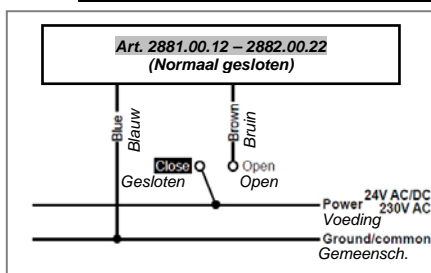 Art. 2881.00.12 – 2882.00.22
(Normaal gesloten)
Blue
Blauw
Brown
Bruin
Close
Open
Gesloten
Open
24V AC/DC
Power 230V AC
Voeding
Ground/common
Gemeensch.